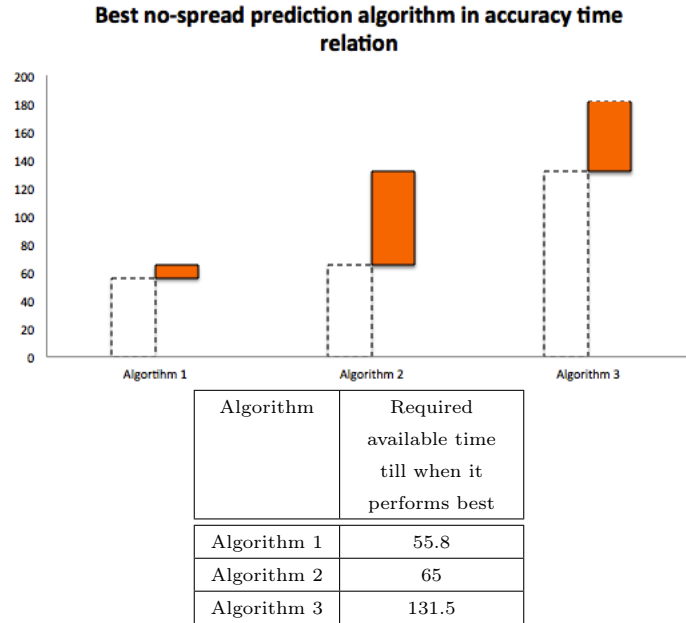 Best no-spread prediction algorithm in accuracy time
relation
200
180
160
140
120
100
80
60
40
20
0
Algortihm 1 Algorithm 2 Algorithm 3
Algorithm Required
available time
till when it
performs best
Algorithm 1 55.8
Algorithm 2 65
Algorithm 3 131.5